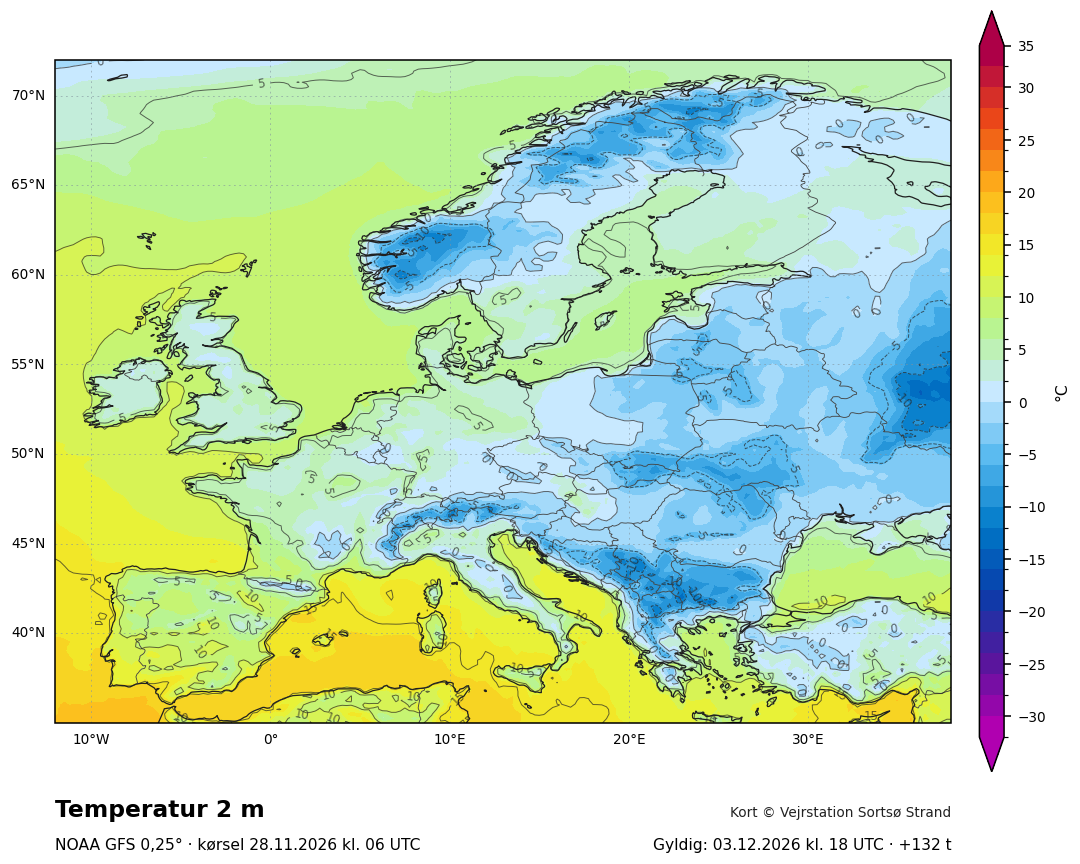 35
30
25
20
15
10
5
0
−5
−10
−15
−20
−25
−30
°C
70°N
65°N
60°N
55°N
50°N
45°N
40°N
10°W 0° 10°E 20°E 30°E
Temperatur 2 m
Kort © Vejrstation Sortsø Strand
NOAA GFS 0,25° · kørsel 28.11.2026 kl. 06 UTC
Gyldig: 03.12.2026 kl. 18 UTC · +132 t